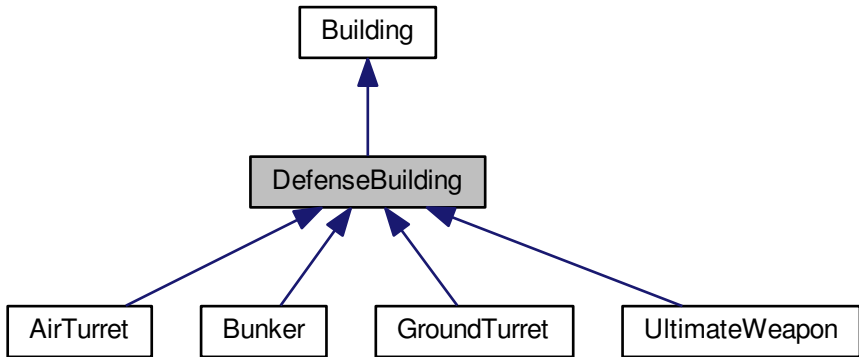 Building
DefenseBuilding
AirTurret
Bunker
GroundTurret
UltimateWeapon